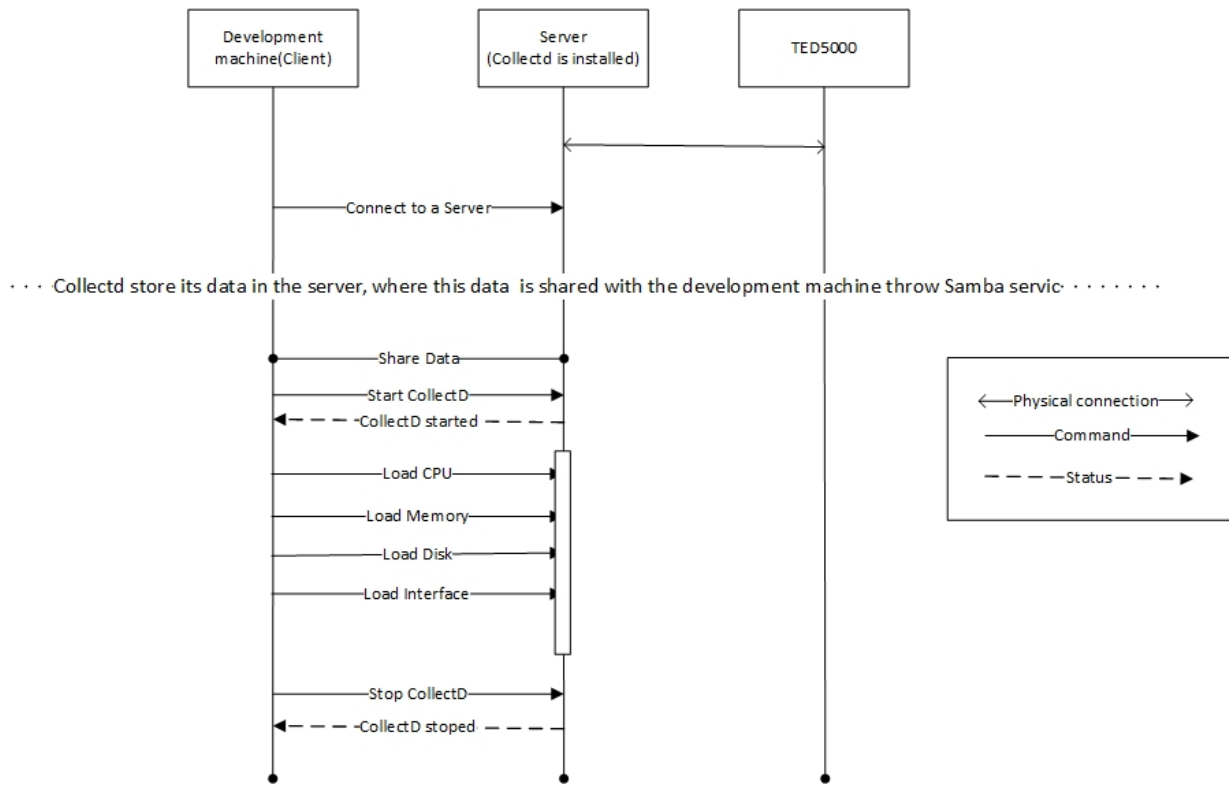 Development
machine(Client)
Server
(Collectd is installed)
TED5000
Connect to a Server
Collectd store its data in the server, where this data is shared with the development machine throw Samba servic
Share Data
Start CollectD
CollectD started
Load CPU
Load Memory
Load Disk
Load Interface
Stop CollectD
CollectD stoped
Physical connection
Command
Status